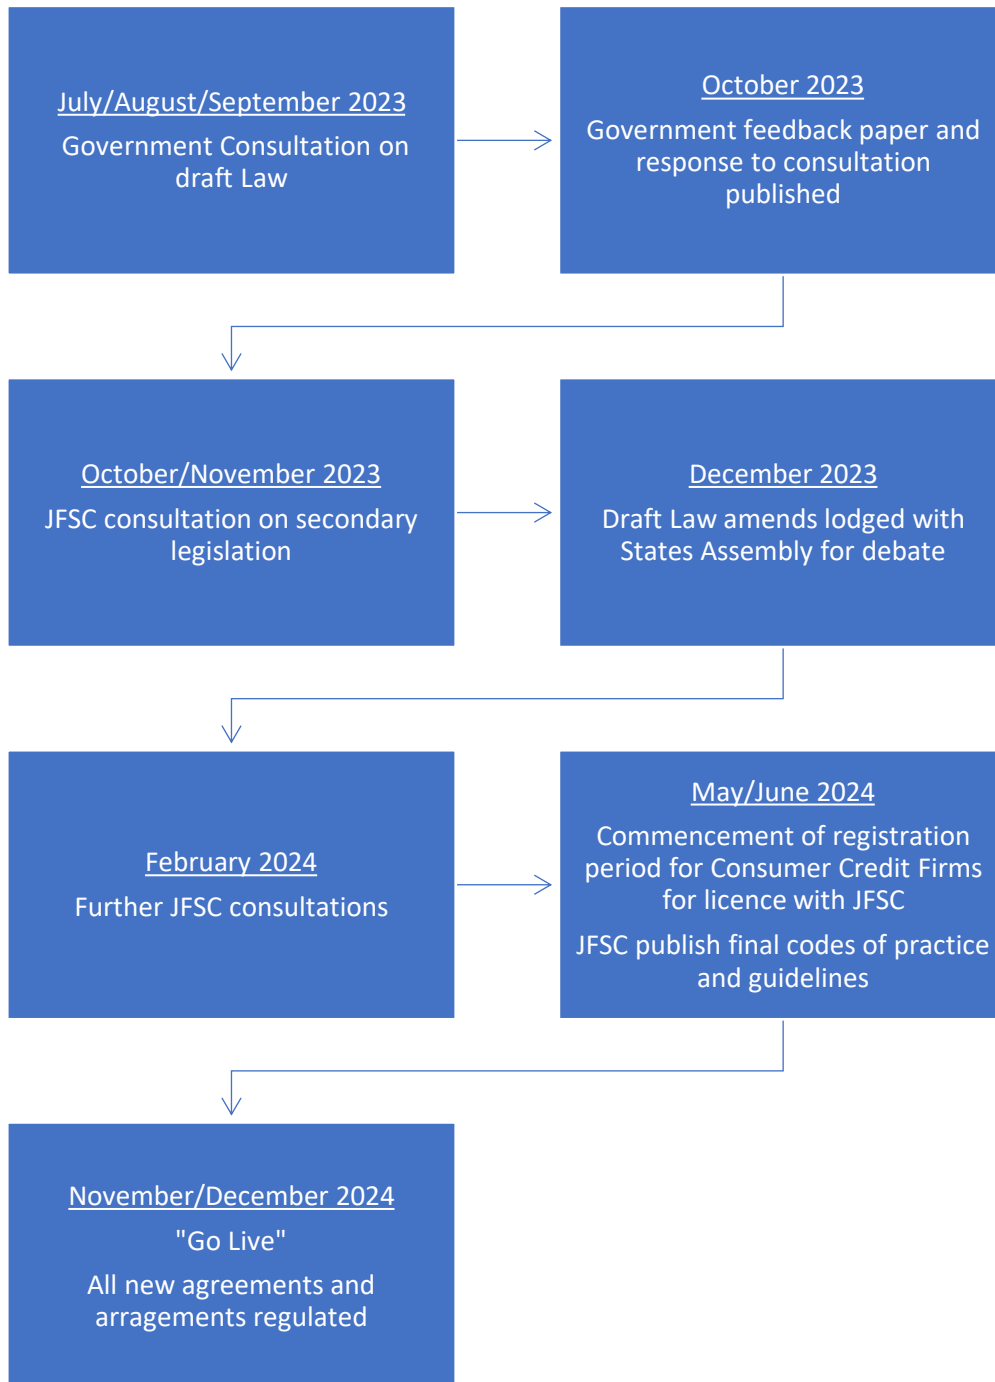 July/August/September 2023
Government Consultation on
draft Law
October 2023
Government feedback paper and
response to consultation
published
October/November 2023
JFSC consultation on secondary
legislation
December 2023
Draft Law amends lodged with
States Assembly for debate
February 2024
Further JFSC consultations
May/June 2024
Commencement of registration
period for Consumer Credit Firms
for licence with JFSC
JFSC publish final codes of practice
and guidelines
November/December 2024
"Go Live"
All new agreements and
arragements regulated